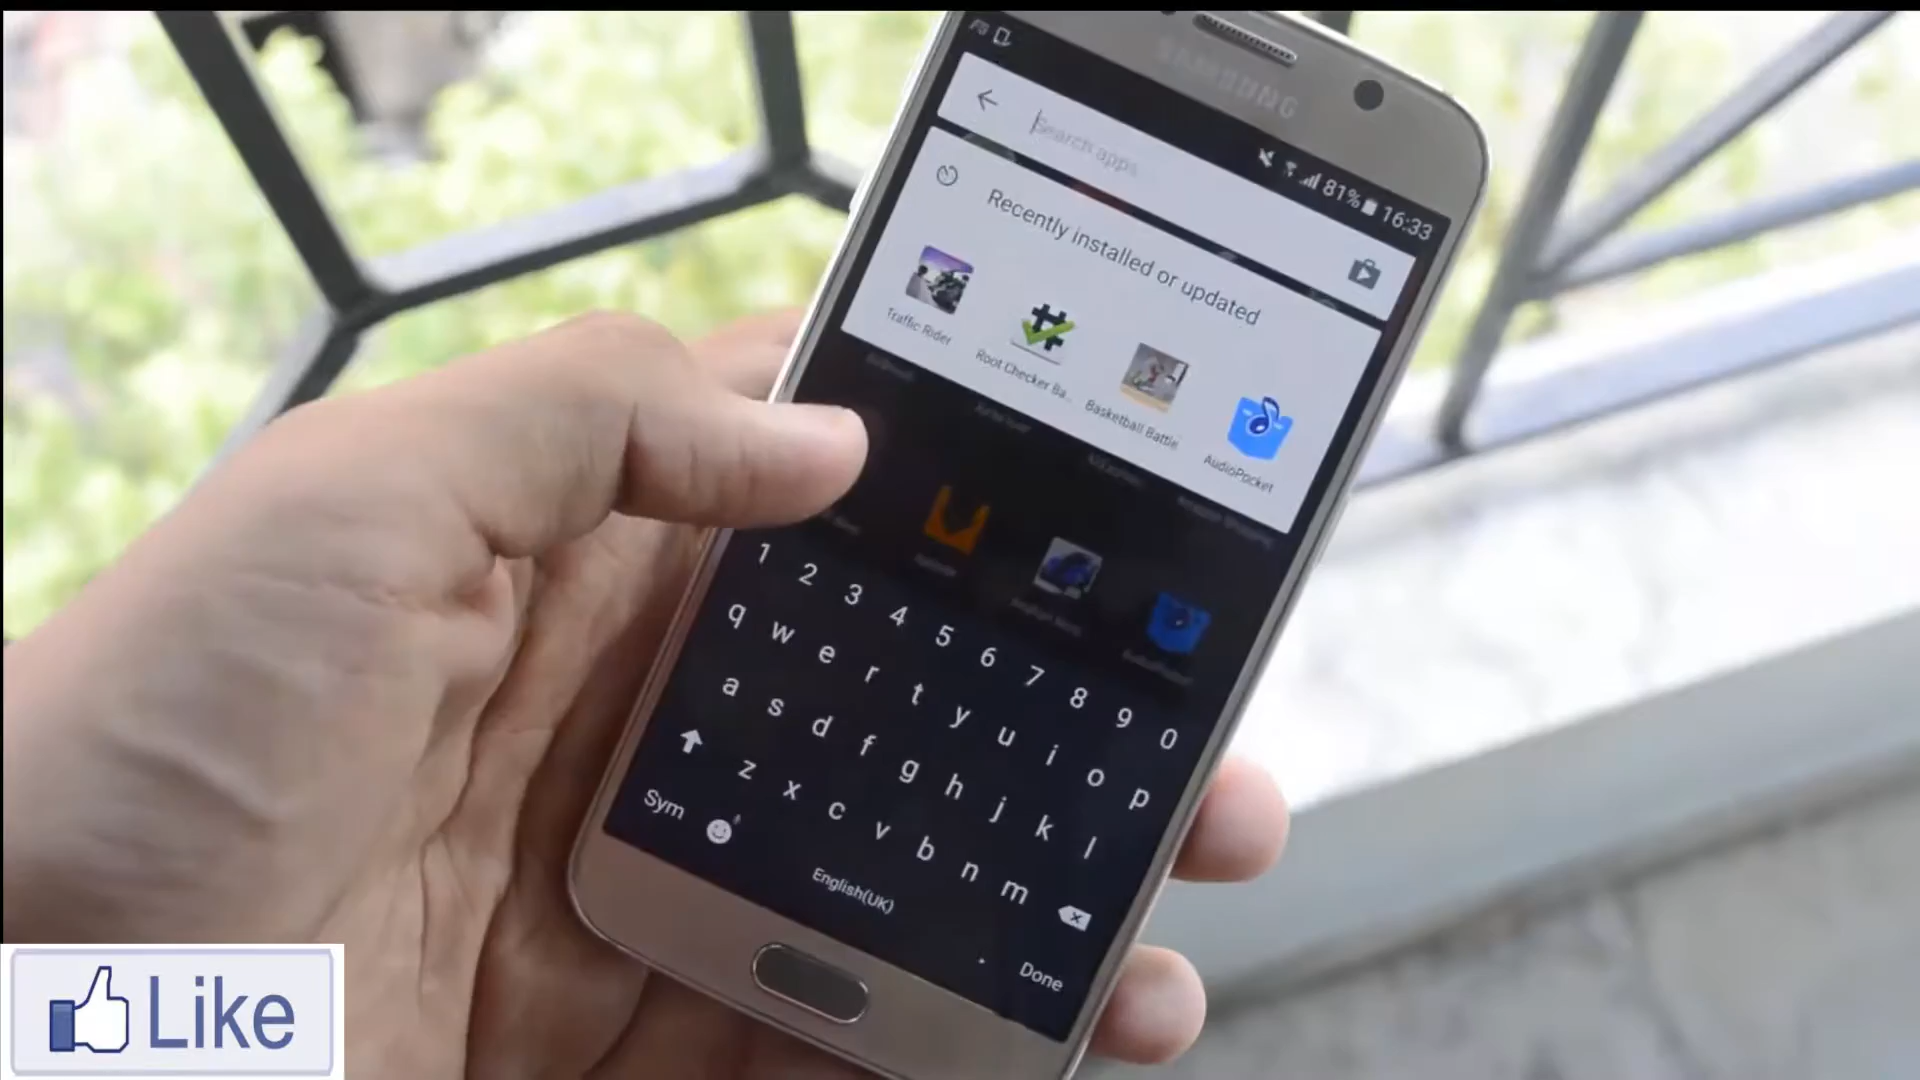 SAMSUNG
81% 16:33
Search apps
Recently installed or updated
Traffic Rider
Root Checker Ba...
Basketball Battle
AudioPocket
1 2 3 4 5 6 7 8 9 0
q w e r t y u i o p
a s d f g h j k l
z x c v b n m
Sym
English(UK)
. Done
Like